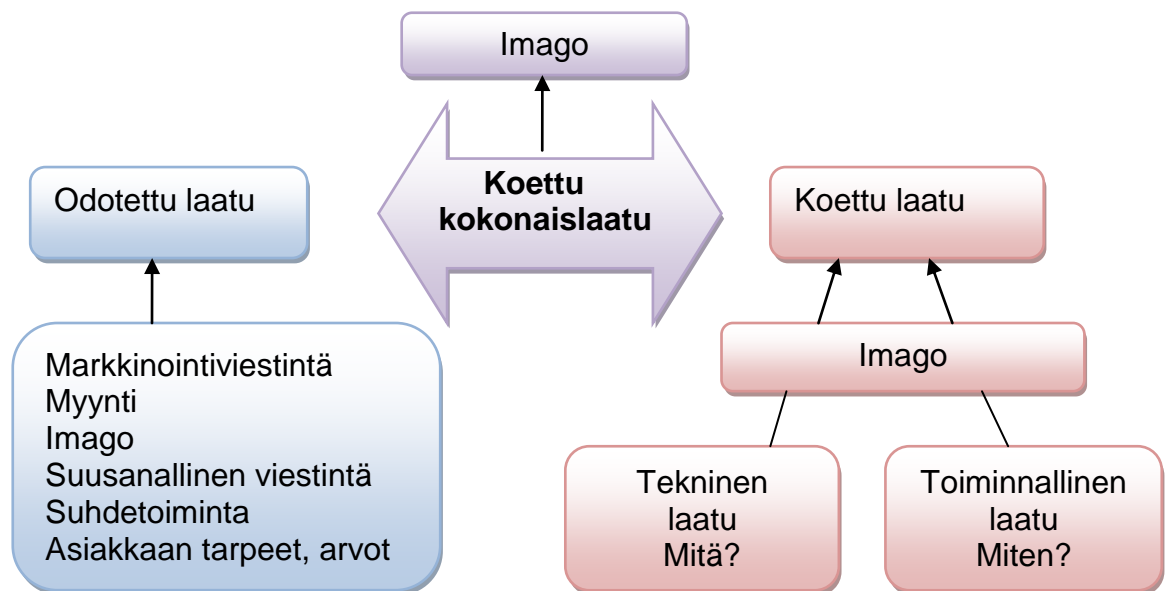 Imago
Koettu
kokonaislaatu
Odotettu laatu
Koettu laatu
Markkinointiviestintä
Myynti
Imago
Suusanallinen viestintä
Suhdetoiminta
Asiakkaan tarpeet, arvot
Imago
Tekninen
laatu
Mitä?
Toiminnallinen
laatu
Miten?